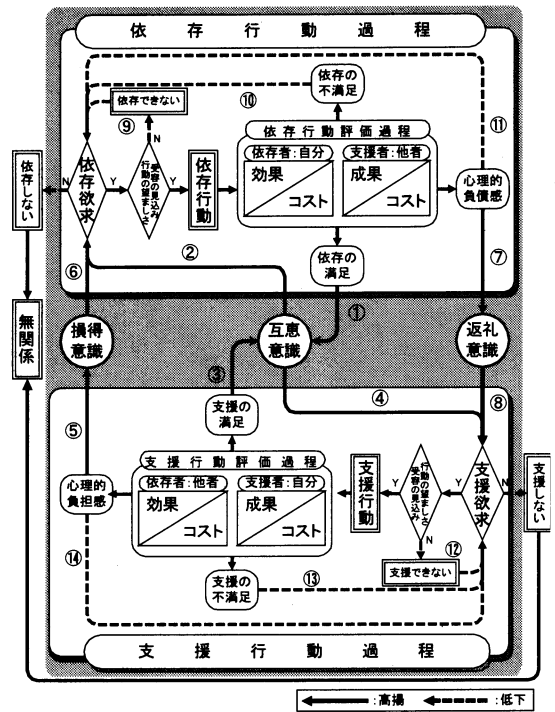 依存行動過程
依存の
不満足
⑩
依存できない
⑨
N
⑪
依存行動評価過程
依存者:自分
支援者:他者
効果
コスト
成果
コスト
依存しない
N
依存欲求
Y
受容の見込み
行動の望ましさ
Y
依存行動
心理的
負債感
⑥
②
依存の
満足
⑦
①
無関係
損得
意識
互恵
意識
返礼
意識
③
④
⑤
支援の
満足
⑧
支援行動評価過程
依存者:他者
支援者:自分
効果
コスト
成果
コスト
心理的
負担感
支援行動
Y
行動の望ましさ
受容の見込み
Y
支援欲求
N
支援しない
N
⑫
支援できない
⑭
支援の
不満足
⑬
支援行動過程
:高揚
:低下